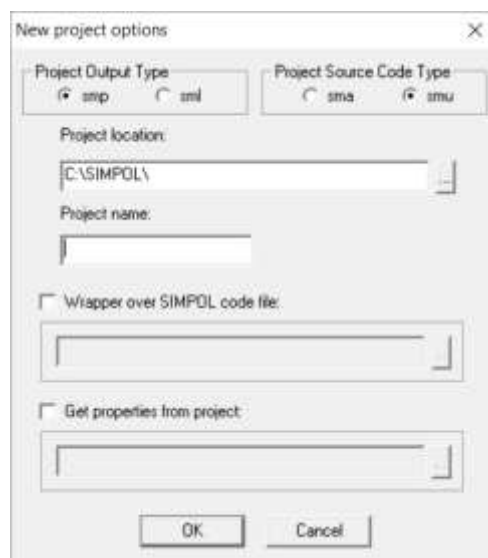 New project options
Project Output Type
smp sml
Project Source Code Type
sma smu
Project location:
C:\SIMPOL\
...
Project name:
Wrapper over SIMPOL code file:
...
Get properties from project:
...
OK Cancel